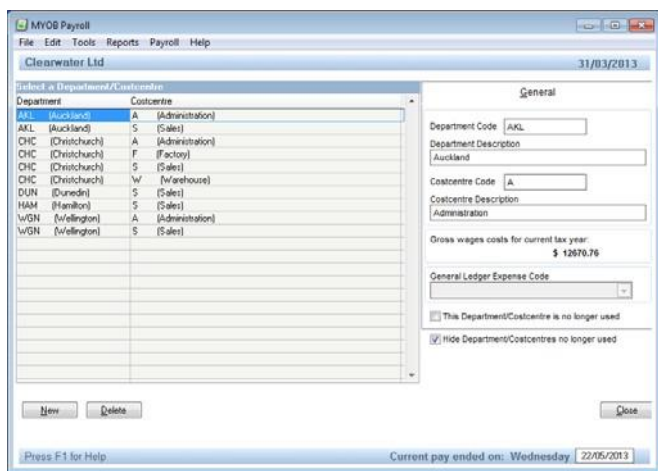 MYOB Payroll
File Edit Tools Reports Payroll Help
Clearwater Ltd 31/03/2013
Select a Department/Costcentre
Department Costcentre
AKL (Auckland) A (Administration)
AKL (Auckland) S (Sales)
CHC (Christchurch) A (Administration)
CHC (Christchurch) F (Factory)
CHC (Christchurch) S (Sales)
CHC (Christchurch) W (Warehouse)
DUN (Dunedin) S (Sales)
HAM (Hamilton) S (Sales)
WGN (Wellington) A (Administration)
WGN (Wellington) S (Sales)
General
Department Code AKL
Department Description
Auckland
Costcentre Code A
Costcentre Description
Administration
Gross wages costs for current tax year:
$ 12670.76
General Ledger Expense Code
This Department/Costcentre is no longer used
Hide Department/Costcentres no longer used
New Delete Close
Press F1 for Help Current pay ended on: Wednesday 22/05/2013